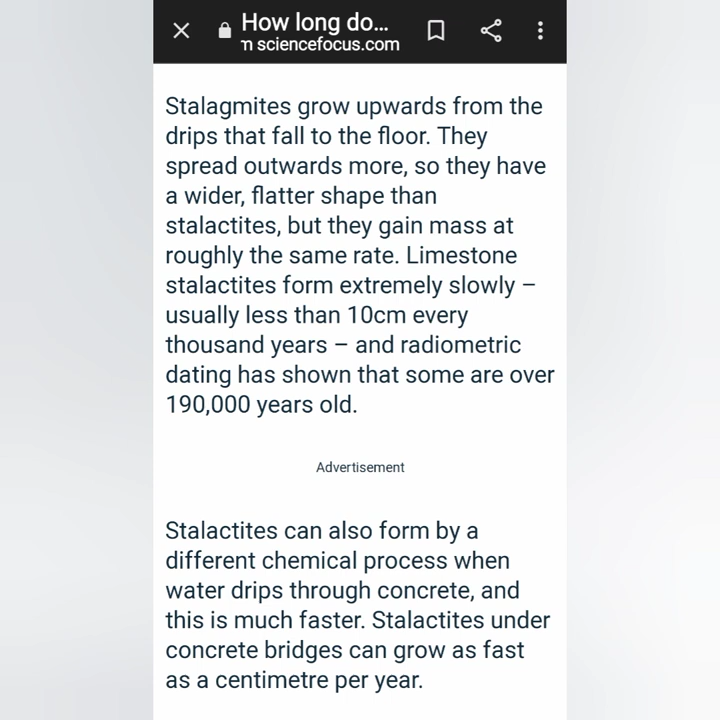 How long do...
sciencefocus.com
Stalagmites grow upwards from the
drips that fall to the floor. They
spread outwards more, so they have
a wider, flatter shape than
stalactites, but they gain mass at
roughly the same rate. Limestone
stalactites form extremely slowly –
usually less than 10cm every
thousand years – and radiometric
dating has shown that some are over
190,000 years old.
Advertisement
Stalactites can also form by a
different chemical process when
water drips through concrete, and
this is much faster. Stalactites under
concrete bridges can grow as fast
as a centimetre per year.